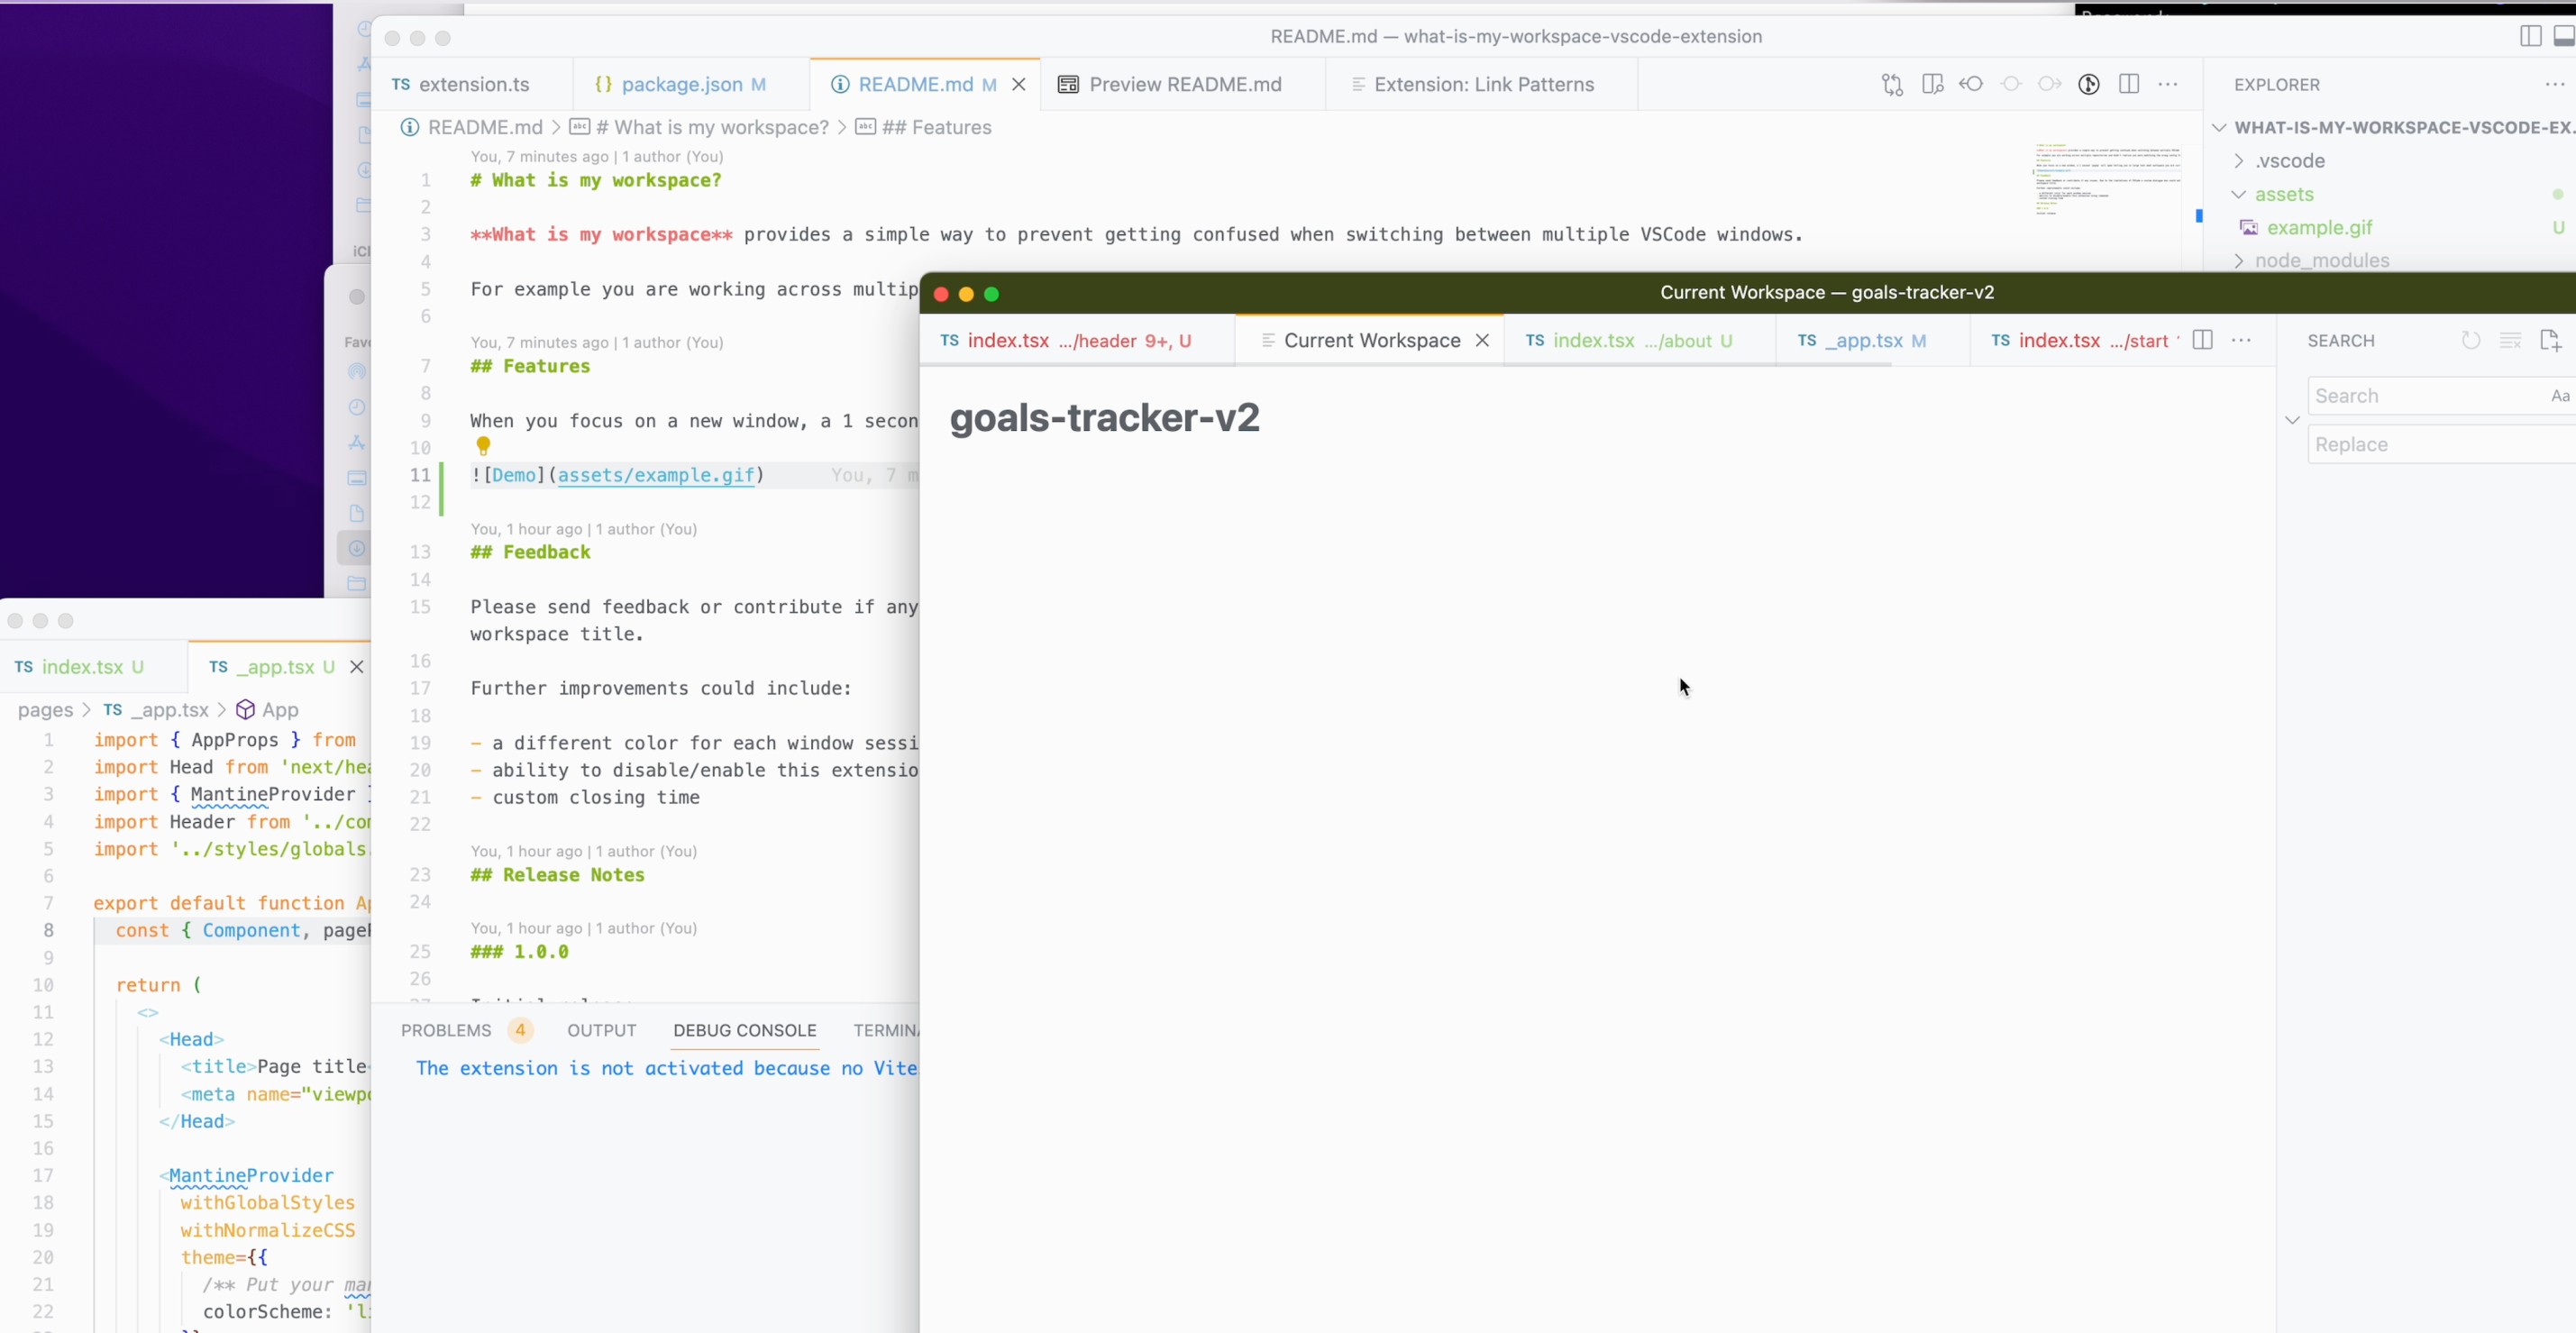 README.md — what-is-my-workspace-vscode-extension
TS extension.ts
{} package.json M
README.md M
Preview README.md
Extension: Link Patterns
EXPLORER
README.md > # What is my workspace? > ## Features
WHAT-IS-MY-WORKSPACE-VSCODE-EX.
.vscode
assets
example.gif U
node_modules
You, 7 minutes ago | 1 author (You)
1 # What is my workspace?
2
3 **What is my workspace** provides a simple way to prevent getting confused when switching between multiple VSCode windows.
4
5 For example you are working across multip
6
You, 7 minutes ago | 1 author (You)
7 ## Features
8
9 When you focus on a new window, a 1 secon
10
11 ![Demo](assets/example.gif) You, 7 m
12
You, 1 hour ago | 1 author (You)
13 ## Feedback
14
15 Please send feedback or contribute if any
workspace title.
16
17 Further improvements could include:
18
19 - a different color for each window sessi
20 - ability to disable/enable this extensio
21 - custom closing time
22
You, 1 hour ago | 1 author (You)
23 ## Release Notes
24
You, 1 hour ago | 1 author (You)
25 ### 1.0.0
26
PROBLEMS 4 OUTPUT DEBUG CONSOLE TERMINA
The extension is not activated because no Vite
Current Workspace — goals-tracker-v2
TS index.tsx .../header 9+, U
Current Workspace
TS index.tsx .../about U
TS _app.tsx M
TS index.tsx .../start
SEARCH
Search
Aa
Replace
goals-tracker-v2
iCl
Favo
TS index.tsx U
TS _app.tsx U
pages > TS _app.tsx > App
1 import { AppProps } from
2 import Head from 'next/hea
3 import { MantineProvider }
4 import Header from '../com
5 import '../styles/globals.
6
7 export default function Ap
8 const { Component, pageP
9
10 return (
11 <>
12 <Head>
13 <title>Page title<
14 <meta name="viewpo
15 </Head>
16
17 <MantineProvider
18 withGlobalStyles
19 withNormalizeCSS
20 theme={{
21 /** Put your man
22 colorScheme: 'li